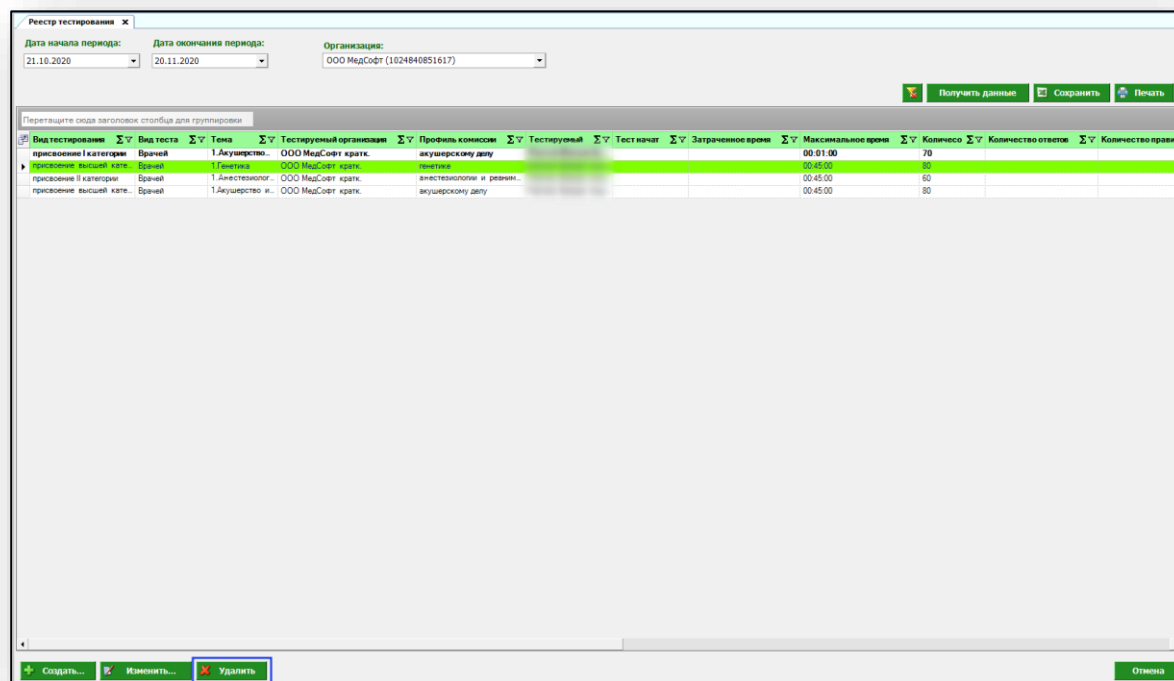 Реестр тестирования
Дата начала периода: Дата окончания периода: Организация:
21.10.2020 20.11.2020 ООО МедСофт (1024840851617)
Получить данные Сохранить Печать
Перетащите сюда заголовок столбца для группировки
Вид тестирования Вид теста Тема Тестируемый организация Профиль комиссии Тестируемый Тест начат Затраченное время Максимальное время Количесо Количество ответов Количество прави
присвоение I категории Врачей 1.Акушерство... ООО МедСофт кратк. акушерскому делу 00:01:00 70
присвоение высшей кате... Врачей 1.Генетика ООО МедСофт кратк. генетике 00:45:00 80
присвоение II категории Врачей 1.Анестезиолог... ООО МедСофт кратк. анестезиологии и реаним... 00:45:00 60
присвоение высшей кате... Врачей 1.Акушерство и... ООО МедСофт кратк. акушерскому делу 00:45:00 80
Создать... Изменить... Удалить Отмена